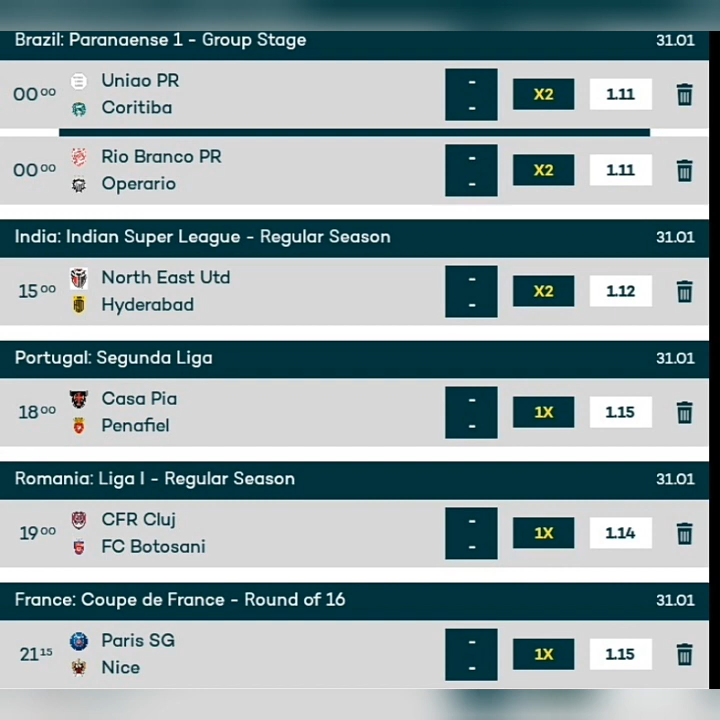 Brazil: Paranaense 1 - Group Stage 31.01
00⁰⁰ Uniao PR - X2 1.11
Coritiba -
00⁰⁰ Rio Branco PR - X2 1.11
Operario -
India: Indian Super League - Regular Season 31.01
15⁰⁰ North East Utd - X2 1.12
Hyderabad -
Portugal: Segunda Liga 31.01
18⁰⁰ Casa Pia - 1X 1.15
Penafiel -
Romania: Liga I - Regular Season 31.01
19⁰⁰ CFR Cluj - 1X 1.14
FC Botosani -
France: Coupe de France - Round of 16 31.01
21¹⁵ Paris SG - 1X 1.15
Nice -